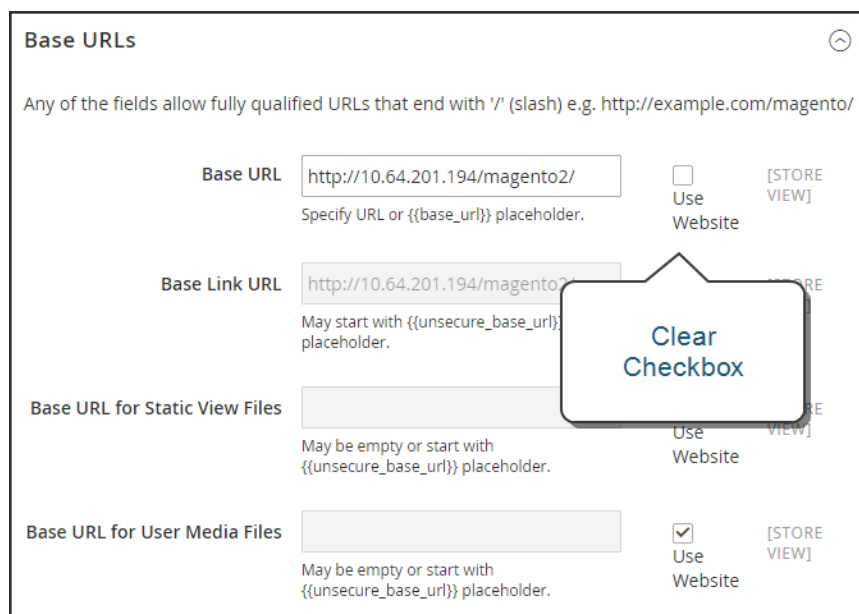 Base URLs
Any of the fields allow fully qualified URLs that end with '/' (slash) e.g. http://example.com/magento/
Base URL
http://10.64.201.194/magento2/
Use
Website
[STORE
VIEW]
Specify URL or {{base_url}} placeholder.
Base Link URL
http://10.64.201.194/magento2/
May start with {{unsecure_base_url}}
placeholder.
Clear
Checkbox
Base URL for Static View Files
Use
Website
VIEW]
May be empty or start with
{{unsecure_base_url}} placeholder.
Base URL for User Media Files
Use
Website
[STORE
VIEW]
May be empty or start with
{{unsecure_base_url}} placeholder.